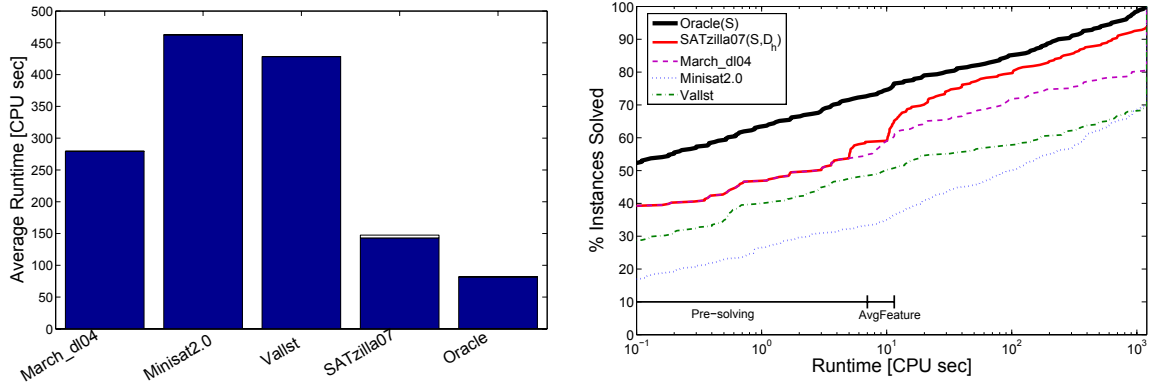 500
450
400
350
300
250
200
150
100
50
0
Average Runtime [CPU sec]
March_dl04
Minisat2.0
Vallst
SATzilla07
Oracle
100
90
80
70
60
50
40
30
20
10
0
% Instances Solved
Oracle(S)
SATzilla07(S,D_h)
March_dl04
Minisat2.0
Vallst
Pre-solving
AvgFeature
10^−1
10^0
10^1
10^2
10^3
Runtime [CPU sec]